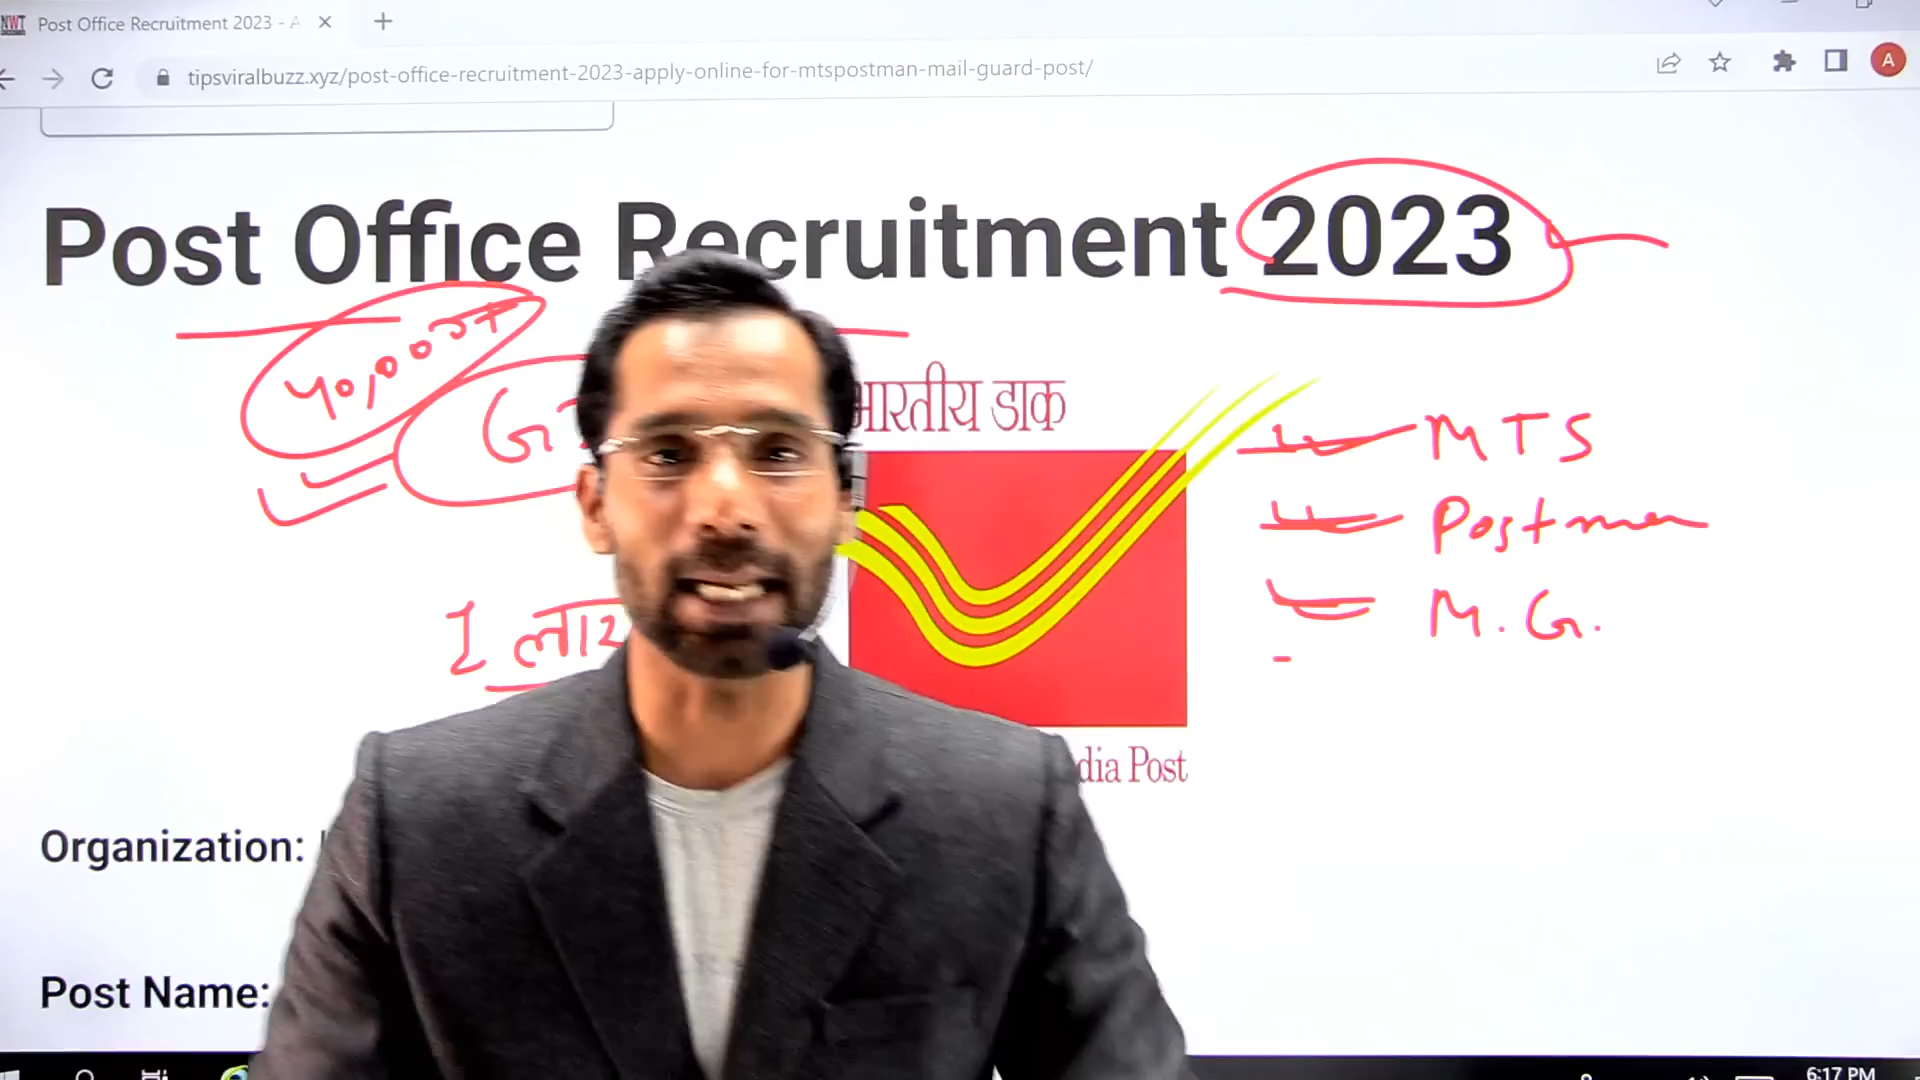 Post Office Recruitment 2023 - A
tipsviralbuzz.xyz/post-office-recruitment-2023-apply-online-for-mtspostman-mail-guard-post/
A
Post Office Recruitment 2023
भारतीय डाक
MTS
M.G.
dia Post
Organization:
Post Name:
6:17 PM